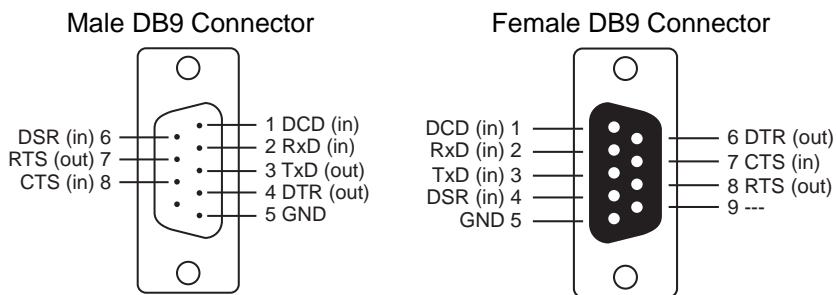 Male DB9 Connector
DSR (in) 6
RTS (out) 7
CTS (in) 8
1 DCD (in)
2 RxD (in)
3 TxD (out)
4 DTR (out)
5 GND
Female DB9 Connector
DCD (in) 1
RxD (in) 2
TxD (in) 3
DSR (in) 4
GND 5
6 DTR (out)
7 CTS (in)
8 RTS (out)
9 ---